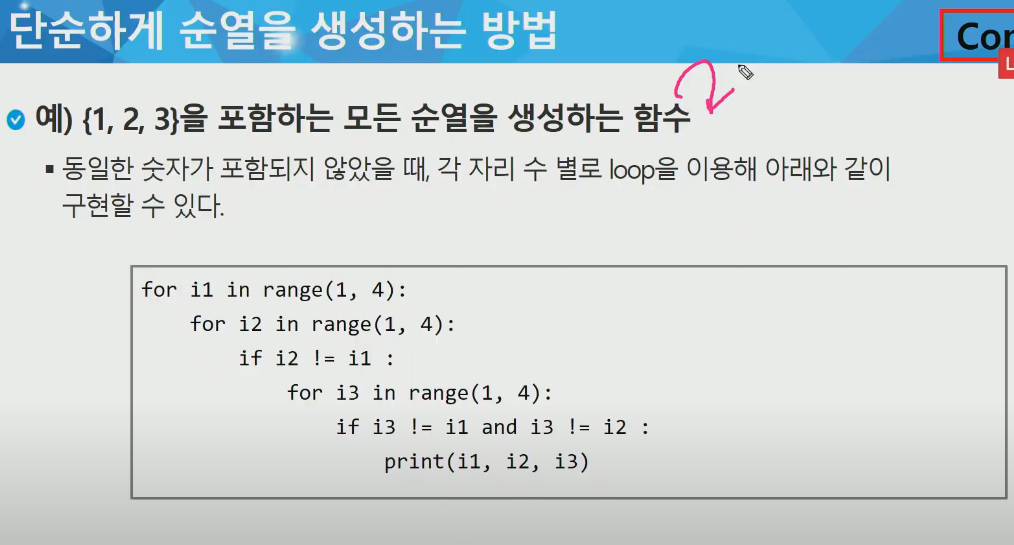 단순하게 순열을 생성하는 방법
예) {1, 2, 3}을 포함하는 모든 순열을 생성하는 함수
동일한 숫자가 포함되지 않았을 때, 각 자리 수 별로 loop을 이용해 아래와 같이
구현할 수 있다.
for i1 in range(1, 4):
for i2 in range(1, 4):
if i2 != i1 :
for i3 in range(1, 4):
if i3 != i1 and i3 != i2 :
print(i1, i2, i3)